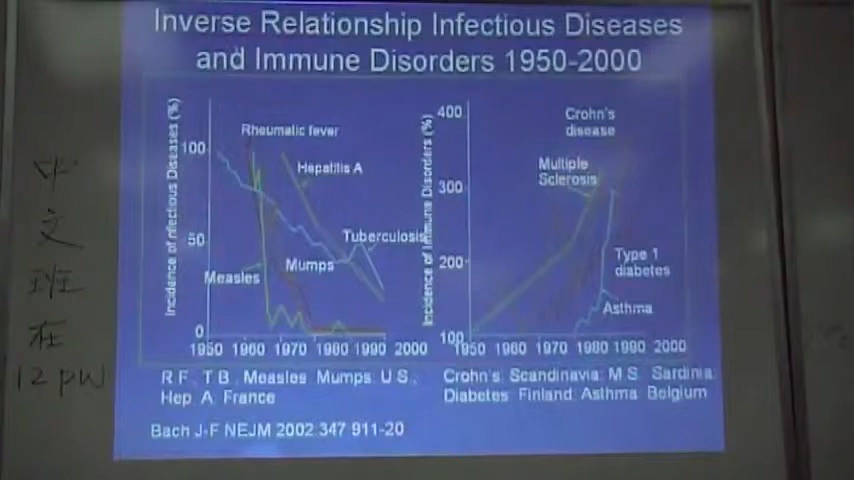 Inverse Relationship Infectious Diseases
and Immune Disorders 1950-2000
Incidence of nfectious Diseases (%)
100
50
0
Rheumatic fever
Hepatitis A
Tuberculosis
Mumps
Measles
1950 1960 1970 1980 1990 2000
Incidence of Immune Disorders (%)
400
300
200
100
Crohn's
disease
Multiple
Sclerosis
Type 1
diabetes
Asthma
1950 1960 1970 1980 1990 2000
R.F., T.B., Measles, Mumps: U.S.,
Hep. A: France
Crohn's: Scandinavia; M.S.: Sardinia;
Diabetes: Finland; Asthma: Belgium
Bach J-F NEJM 2002:347:911-20
中
文
班
在
12 pm